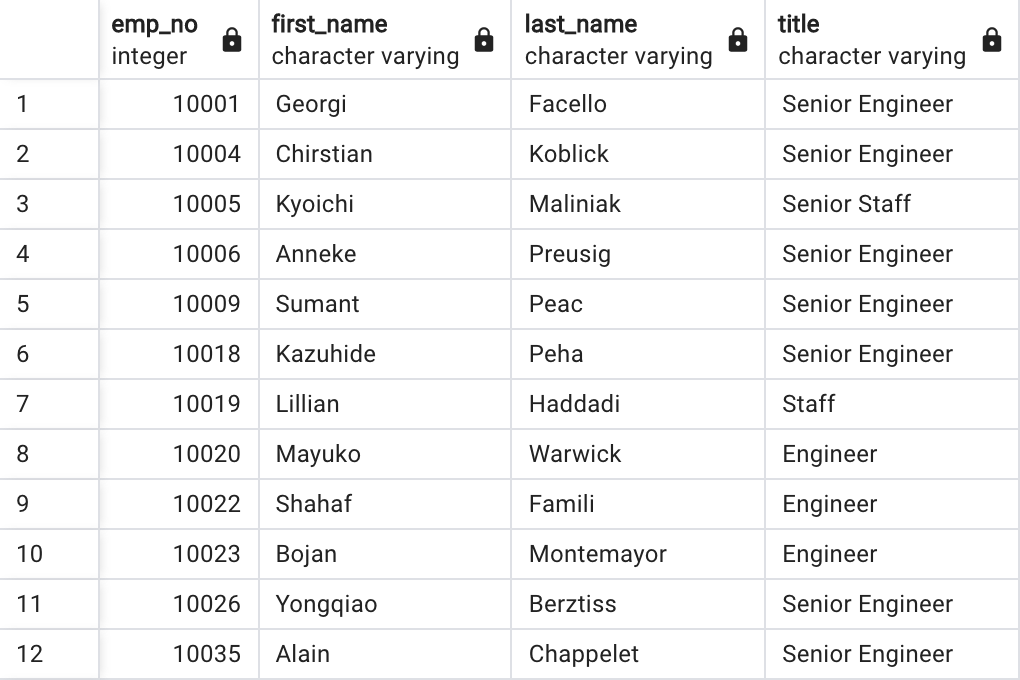 emp_no first_name last_name title
integer character varying character varying character varying
1 10001 Georgi Facello Senior Engineer
2 10004 Chirstian Koblick Senior Engineer
3 10005 Kyoichi Maliniak Senior Staff
4 10006 Anneke Preusig Senior Engineer
5 10009 Sumant Peac Senior Engineer
6 10018 Kazuhide Peha Senior Engineer
7 10019 Lillian Haddadi Staff
8 10020 Mayuko Warwick Engineer
9 10022 Shahaf Famili Engineer
10 10023 Bojan Montemayor Engineer
11 10026 Yongqiao Berztiss Senior Engineer
12 10035 Alain Chappelet Senior Engineer